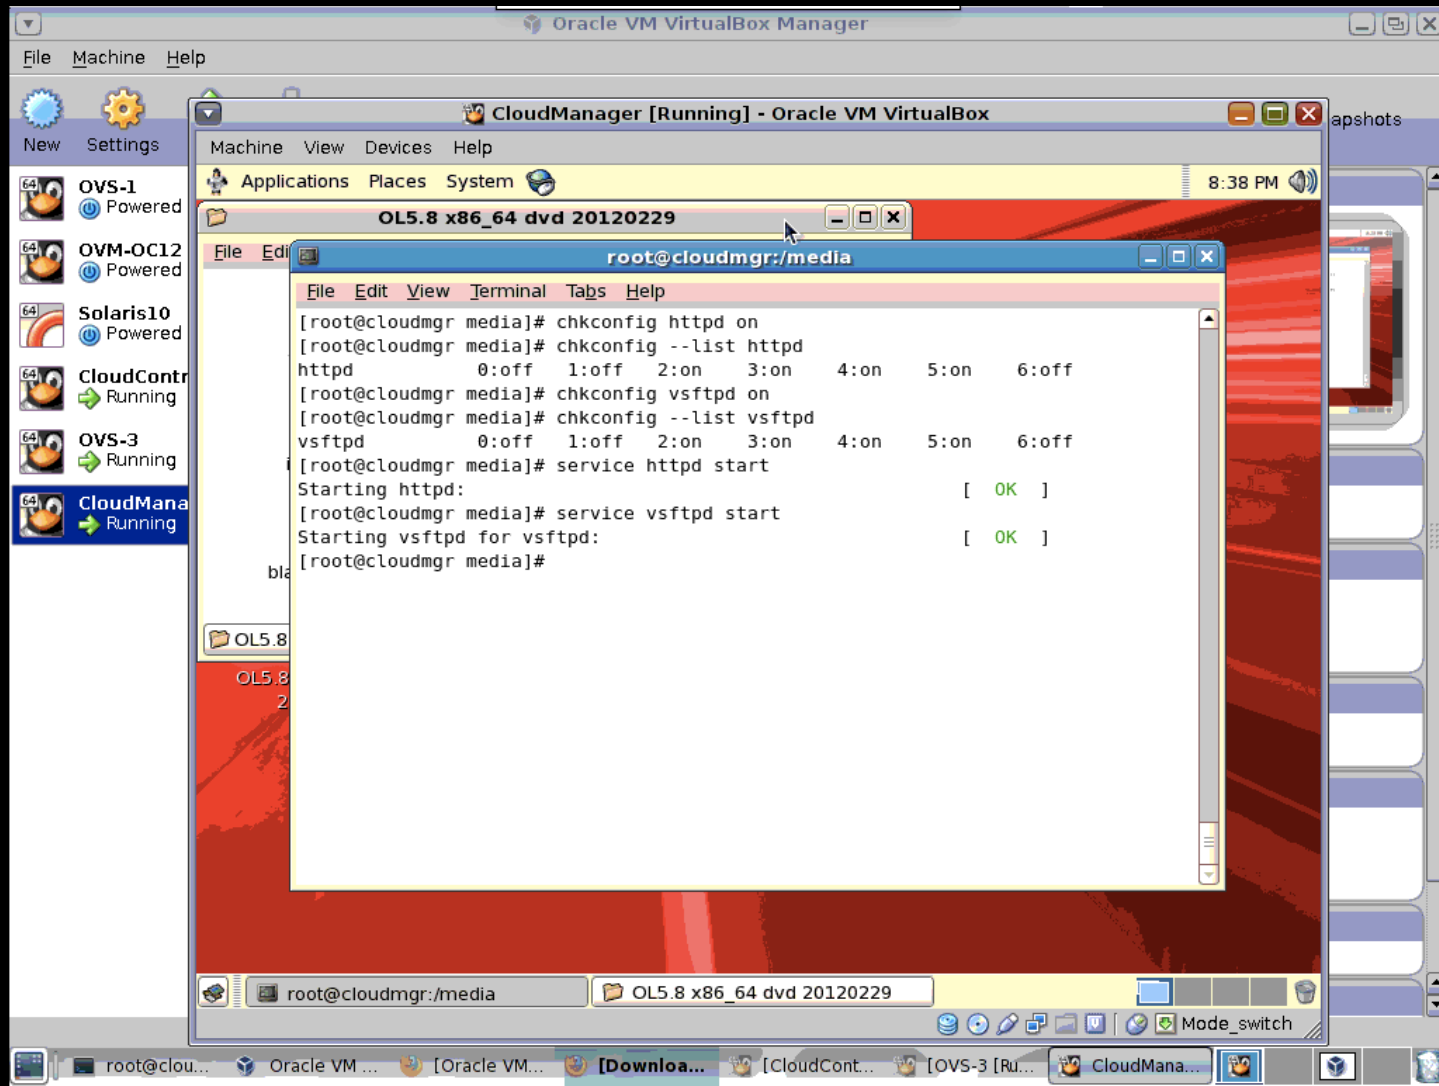 Oracle VM VirtualBox Manager
File Machine Help
New Settings
apshots
OVS-1
Powered
OVM-OC12
Powered
Solaris10
Powered
CloudContr
Running
OVS-3
Running
CloudMana
Running
CloudManager [Running] - Oracle VM VirtualBox
Machine View Devices Help
Applications Places System 8:38 PM
OL5.8 x86_64 dvd 20120229
File Edi
root@cloudmgr:/media
File Edit View Terminal Tabs Help
[root@cloudmgr media]# chkconfig httpd on
[root@cloudmgr media]# chkconfig --list httpd
httpd 0:off 1:off 2:on 3:on 4:on 5:on 6:off
[root@cloudmgr media]# chkconfig vsftpd on
[root@cloudmgr media]# chkconfig --list vsftpd
vsftpd 0:off 1:off 2:on 3:on 4:on 5:on 6:off
[root@cloudmgr media]# service httpd start
Starting httpd: [ OK ]
[root@cloudmgr media]# service vsftpd start
Starting vsftpd for vsftpd: [ OK ]
[root@cloudmgr media]#
bla
OL5.8
OL5.8
2
root@cloudmgr:/media OL5.8 x86_64 dvd 20120229
Mode_switch
root@clou... Oracle VM ... [Oracle VM... [Downloa... [CloudCont... [OVS-3 [Ru... CloudMana...